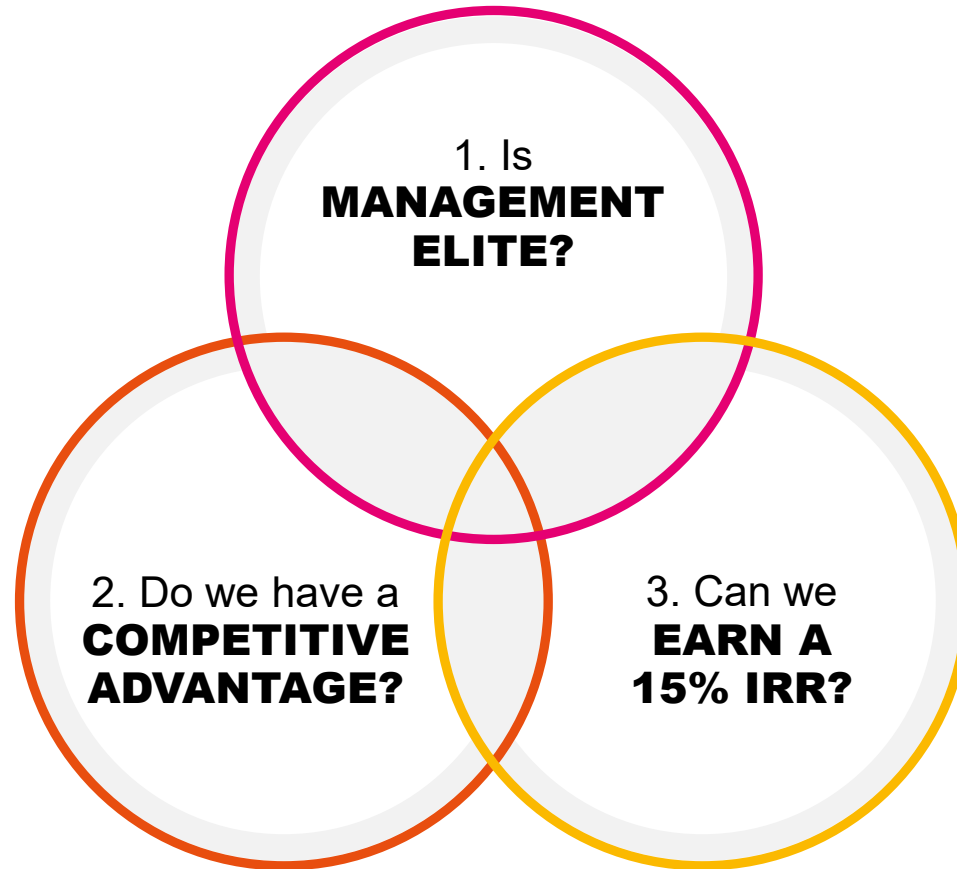 1. Is
MANAGEMENT
ELITE?
2. Do we have a
COMPETITIVE
ADVANTAGE?
3. Can we
EARN A
15% IRR?